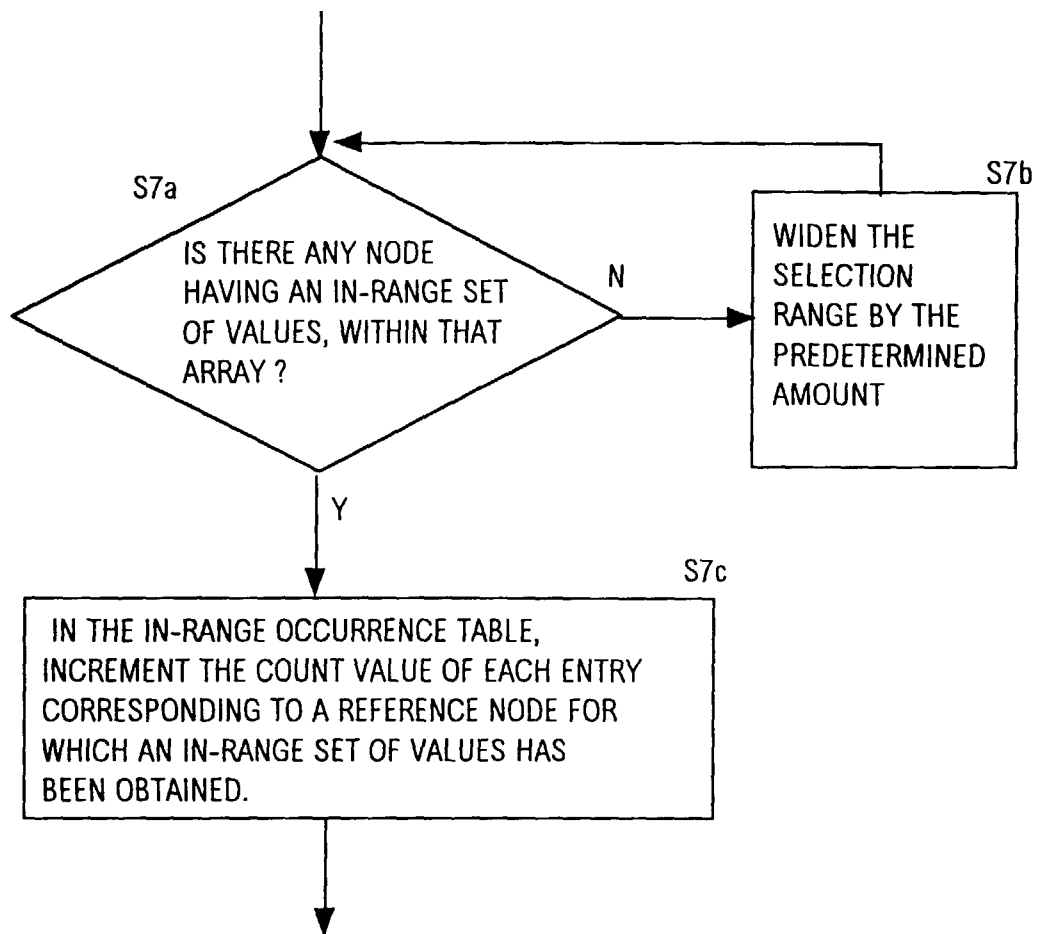 S7a
IS THERE ANY NODE
HAVING AN IN-RANGE SET
OF VALUES, WITHIN THAT
ARRAY ?
N
S7b
WIDEN THE
SELECTION
RANGE BY THE
PREDETERMINED
AMOUNT
Y
S7c
IN THE IN-RANGE OCCURRENCE TABLE,
INCREMENT THE COUNT VALUE OF EACH ENTRY
CORRESPONDING TO A REFERENCE NODE FOR
WHICH AN IN-RANGE SET OF VALUES HAS
BEEN OBTAINED.